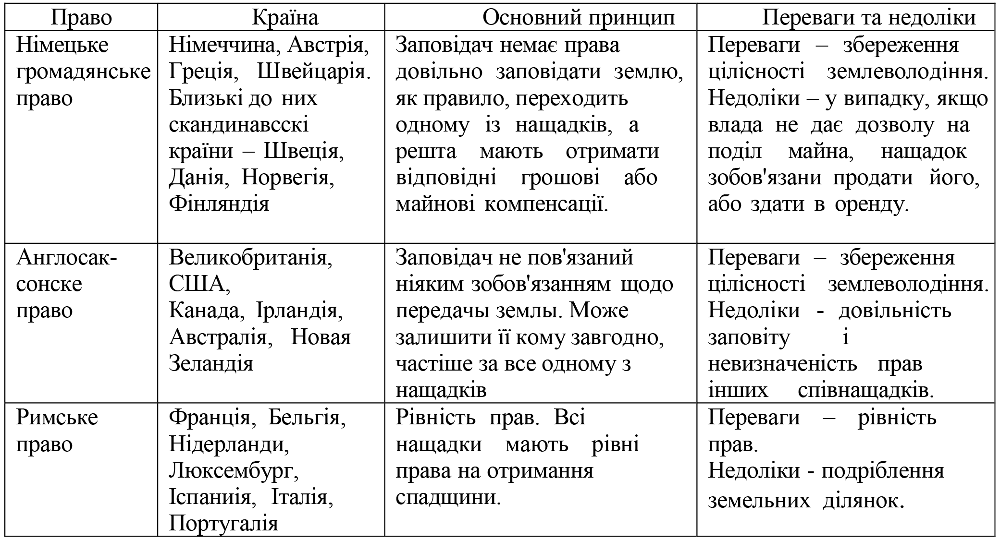 Право
Країна
Основний принцип
Переваги та недоліки
Німецьке
громадянське
право
Німеччина, Австрія,
Греція, Швейцарія.
Близькі до них
скандинавсскі
країни – Швеція,
Данія, Норвегія,
Фінляндія
Заповідач немає права
довільно заповідати землю,
як правило, переходить
одному із нащадків, а
решта мають отримати
відповідні грошові або
майнові компенсації.
Переваги – збереження
цілісності землеволодіння.
Недоліки – у випадку, якщо
влада не дає дозволу на
поділ майна, нащадок
зобов'язани продати його,
або здати в оренду.
Англосак-
сонске
право
Великобританія,
США,
Канада, Ірландія,
Австралія, Новая
Зеландія
Заповідач не пов'язаний
ніяким зобов'язанням щодо
передачы землы. Може
залишити її кому завгодно,
частіше за все одному з
нащадків
Переваги – збереження
цілісності землеволодіння.
Недоліки - довільність
заповіту і
невизначеність прав
інших співнащадків.
Римське
право
Франція, Бельгія,
Нідерланди,
Люксембург,
Іспаниія, Італія,
Португалія
Рівність прав. Всі
нащадки мають рівні
права на отримання
спадщини.
Переваги – рівність
прав.
Недоліки - подріблення
земельних ділянок.